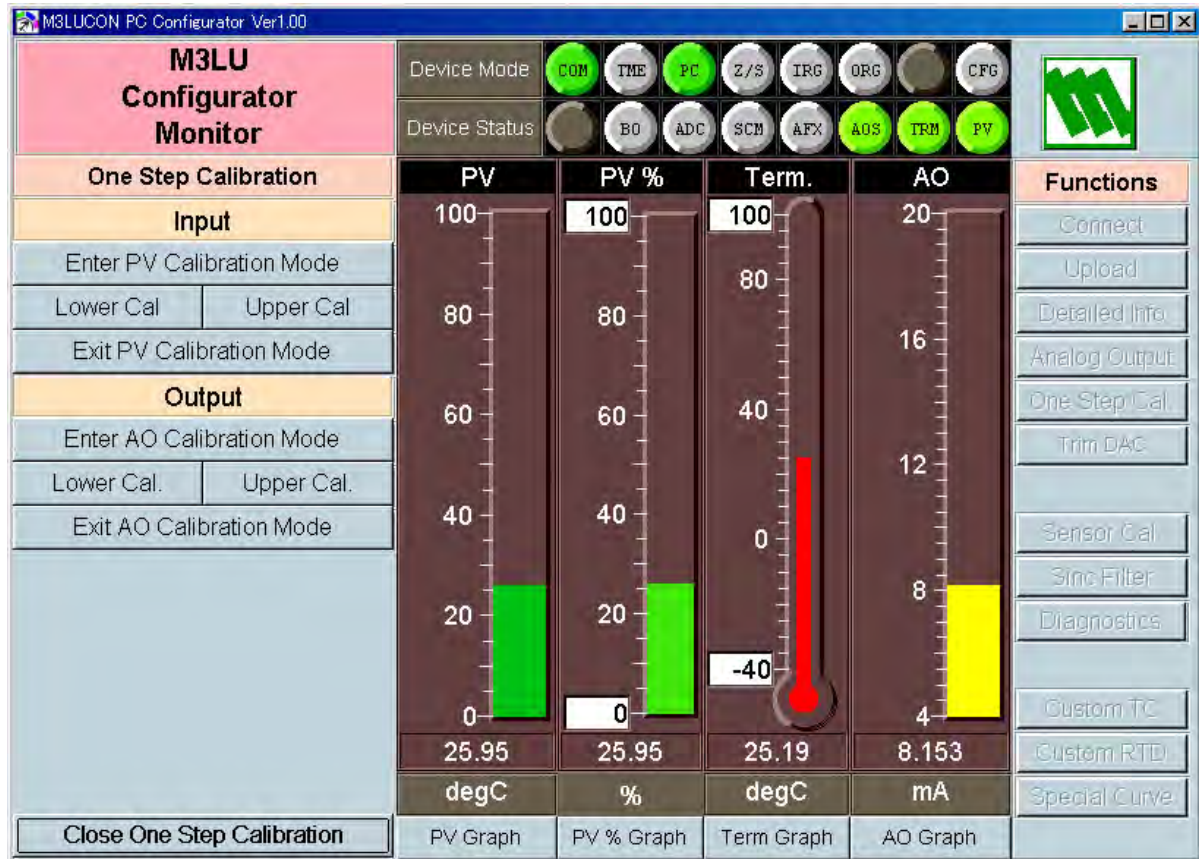 M3LUCON PC Configurator Ver1.00
M3LU
Configurator
Monitor
Device Mode COM TME PC Z/S IRG ORG CFG
Device Status BO ADC SCM AFX AOS TRM PV
One Step Calibration
Input
Enter PV Calibration Mode
Lower Cal Upper Cal
Exit PV Calibration Mode
Output
Enter AO Calibration Mode
Lower Cal. Upper Cal.
Exit AO Calibration Mode
Close One Step Calibration
PV
100
80
60
40
20
0
25.95
degC
PV Graph
PV %
100
80
60
40
20
0
25.95
%
PV % Graph
Term.
100
80
40
0
-40
25.19
degC
Term Graph
AO
20
16
12
8
4
8.153
mA
AO Graph
Functions
Connect
Upload
Detailed Info
Analog Output
One Step Cal.
Trim DAC
Sensor Cal
Sinc Filter
Diagnostics
Custom TC
Custom RTD
Special Curve